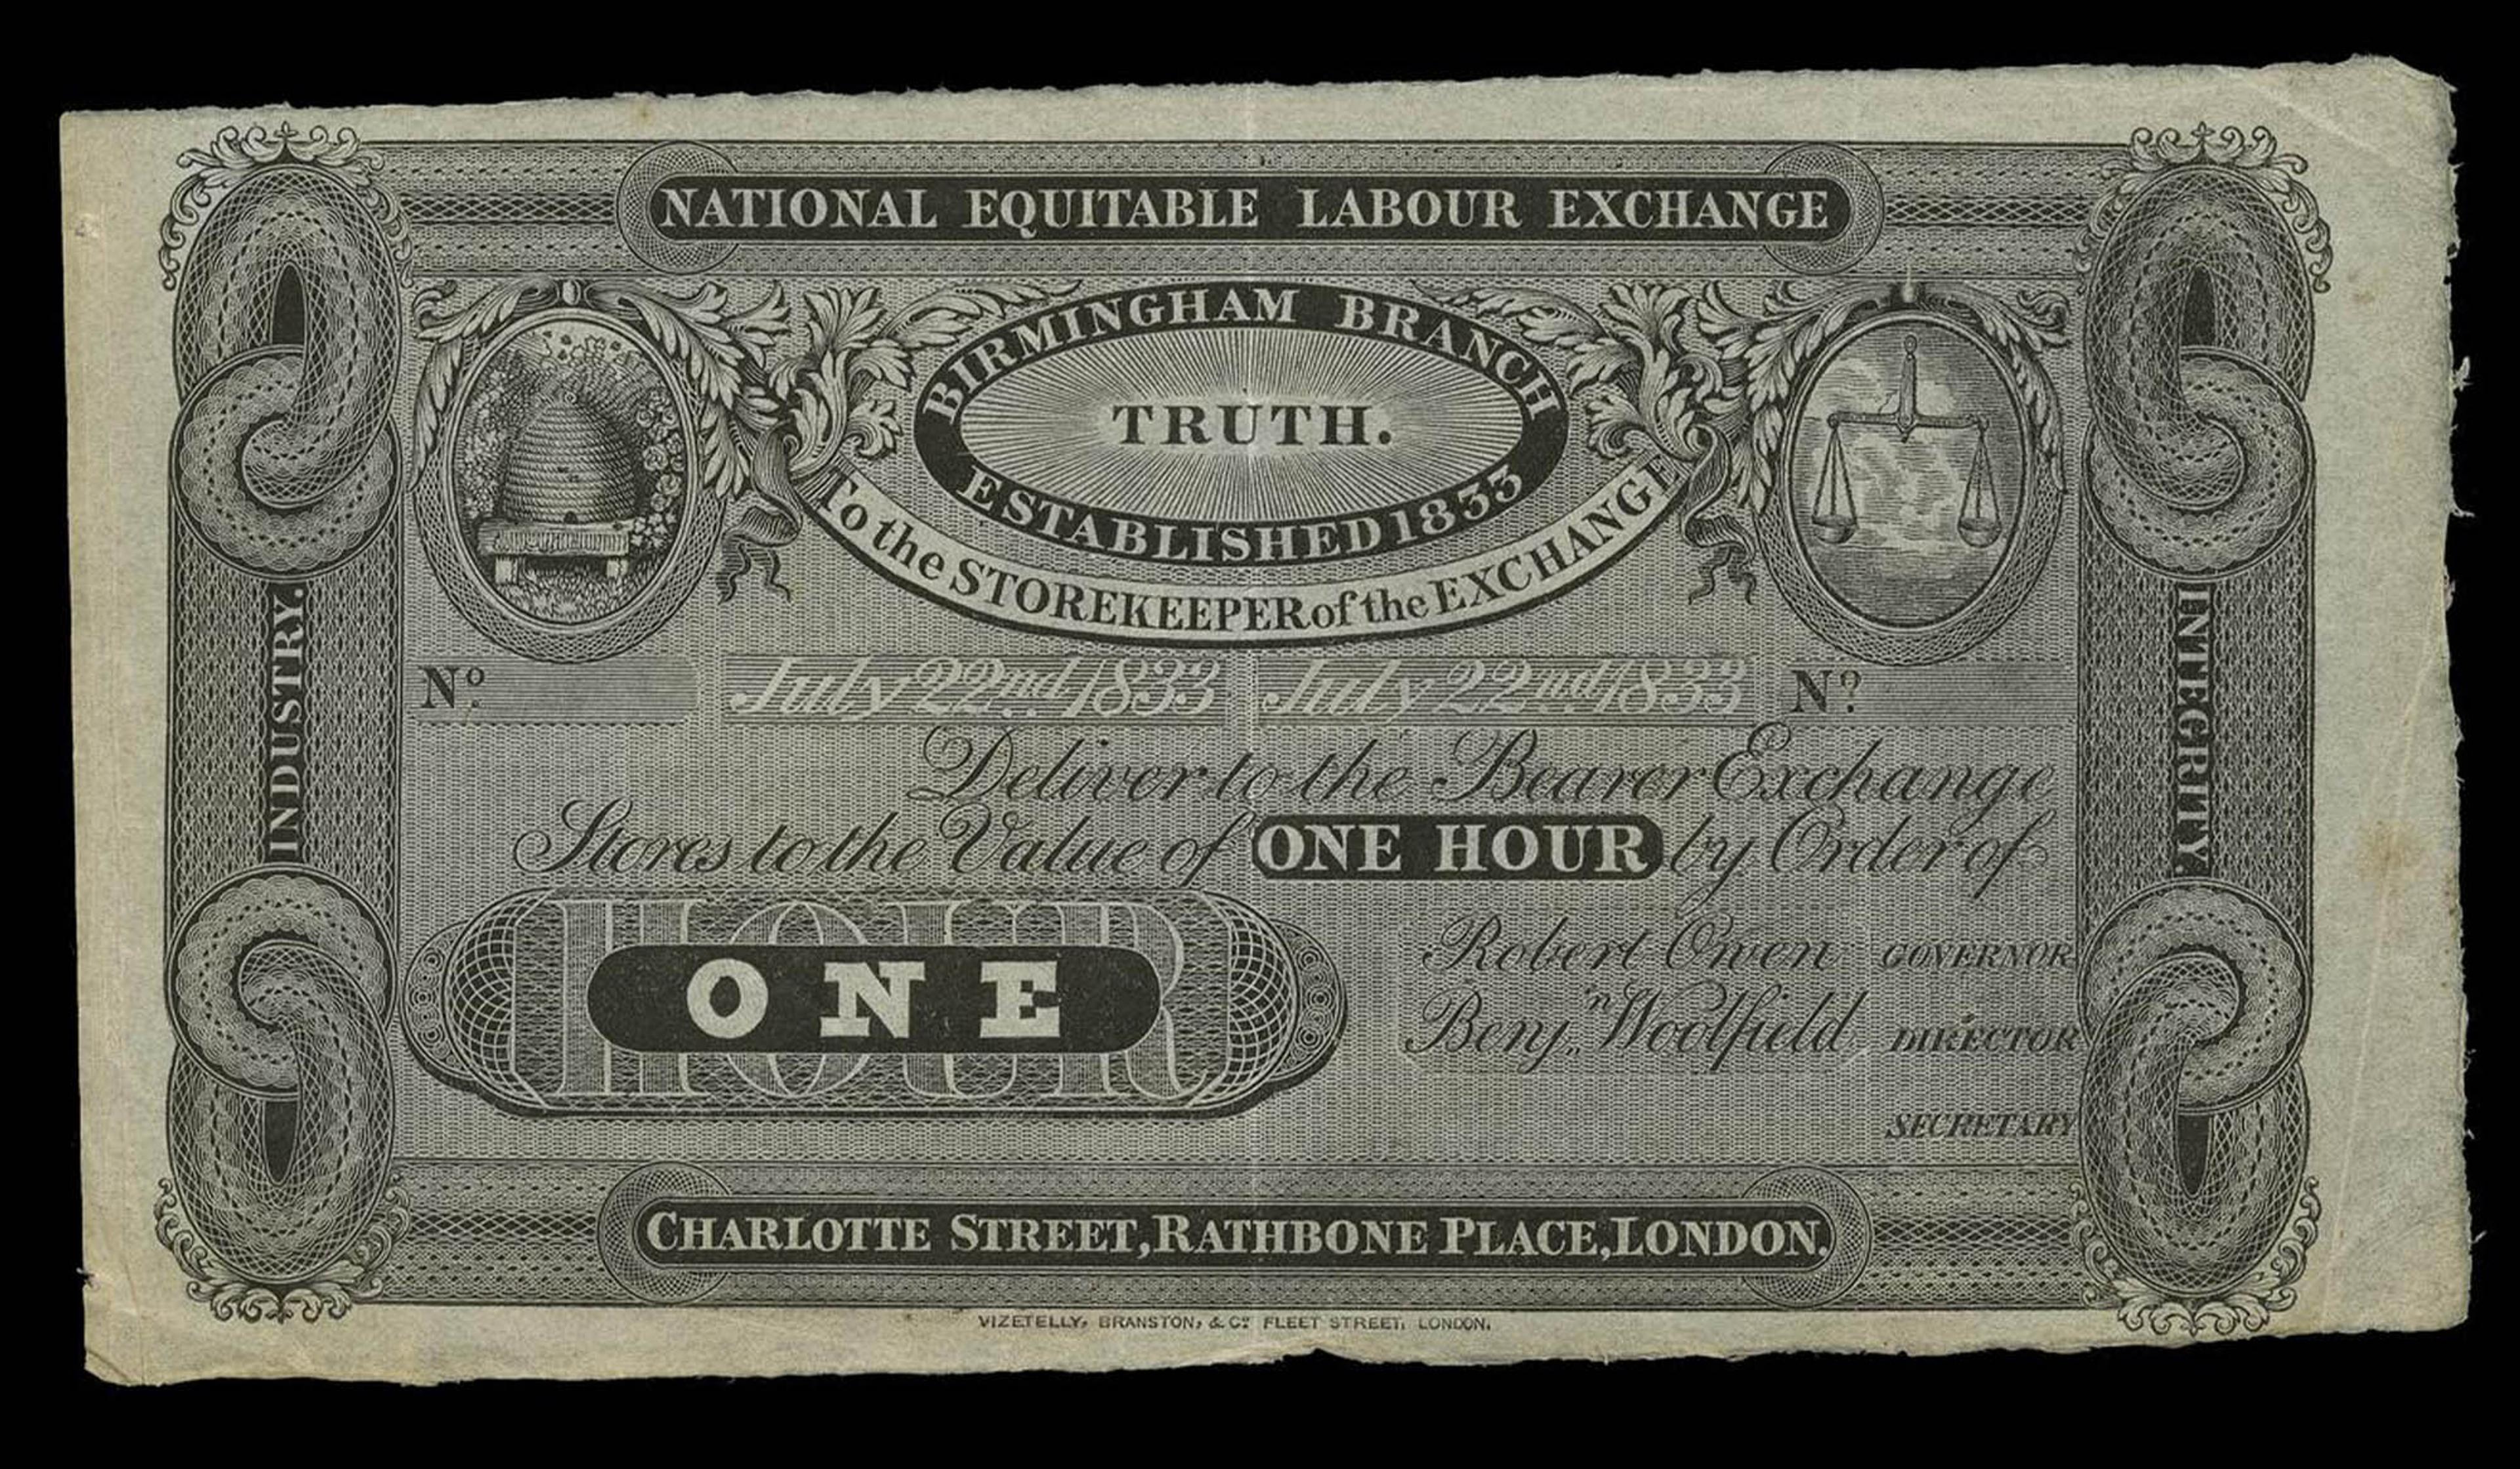 NATIONAL EQUITABLE LABOUR EXCHANGE
BIRMINGHAM BRANCH
TRUTH.
ESTABLISHED 1833
To the STOREKEEPER of the EXCHANGE
INDUSTRY.
INTEGRITY.
No. July 22nd 1833 July 22nd 1833 No.
Deliver to the Bearer Exchange
Stores to the Value of ONE HOUR by Order of
HOUR
ONE
Robert Owen GOVERNOR
Benjn. Woolfield DIRECTOR
SECRETARY
CHARLOTTE STREET, RATHBONE PLACE, LONDON.
VIZETELLY, BRANSTON, & Co. FLEET STREET, LONDON.